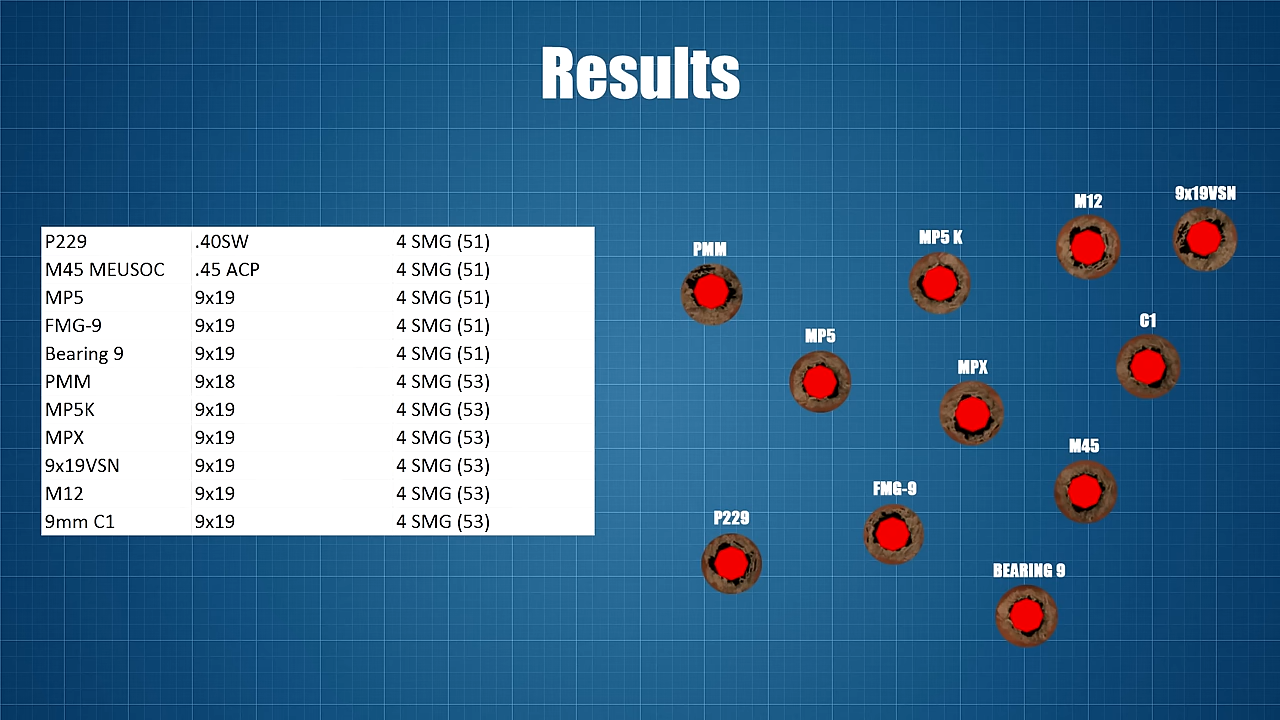 Results
P229 .40SW 4 SMG (51)
M45 MEUSOC .45 ACP 4 SMG (51)
MP5 9x19 4 SMG (51)
FMG-9 9x19 4 SMG (51)
Bearing 9 9x19 4 SMG (51)
PMM 9x18 4 SMG (53)
MP5K 9x19 4 SMG (53)
MPX 9x19 4 SMG (53)
9x19VSN 9x19 4 SMG (53)
M12 9x19 4 SMG (53)
9mm C1 9x19 4 SMG (53)
PMM
MP5 K
M12
9x19VSN
MP5
MPX
C1
P229
FMG-9
M45
BEARING 9